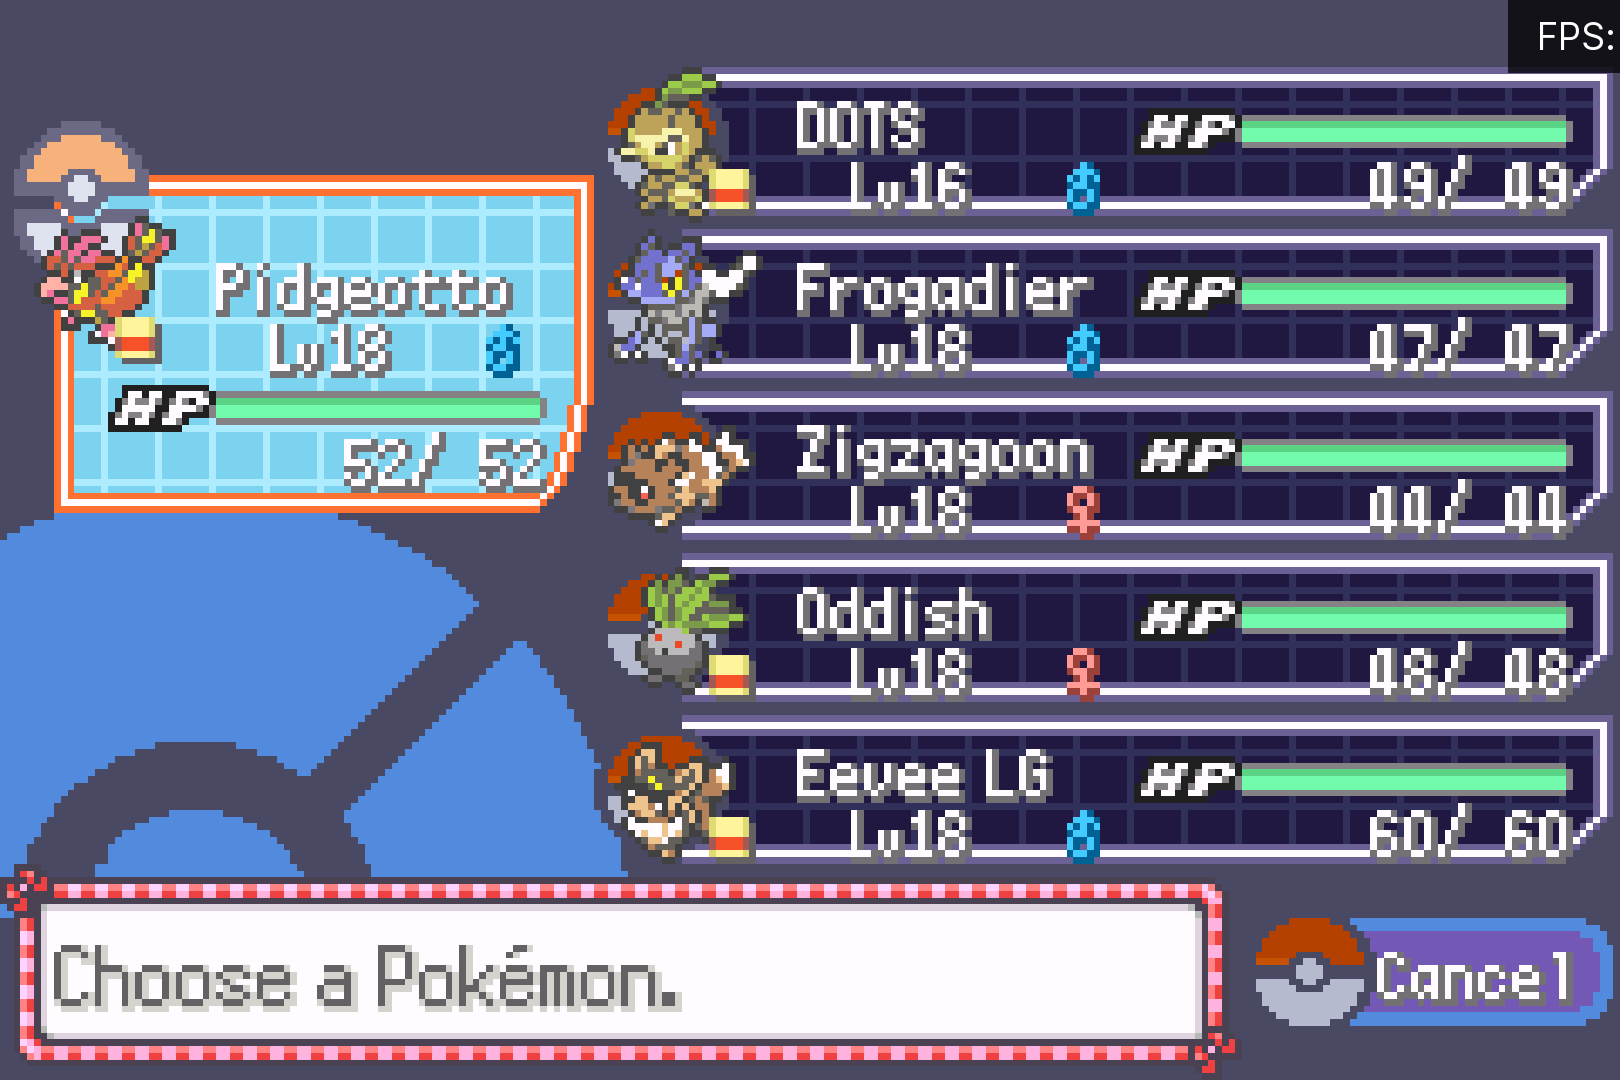 FPS:
Pidgeotto
Lv18 ♂
HP
52/ 52
DOTS HP
Lv16 ♂ 49/ 49
Frogadier HP
Lv18 ♂ 47/ 47
Zigzagoon HP
Lv18 ♀ 44/ 44
Oddish HP
Lv18 ♀ 48/ 48
Eevee LG HP
Lv18 ♂ 60/ 60
Choose a Pokémon.
Cancel